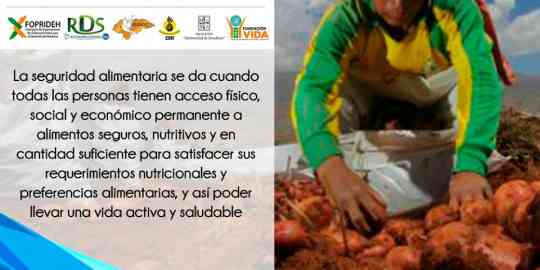 FOPRIDEH
RDS
FUNDACIÓN
VIDA
La seguridad alimentaria se da cuando
todas las personas tienen acceso físico,
social y económico permanente a
alimentos seguros, nutritivos y en
cantidad suficiente para satisfacer sus
requerimientos nutricionales y
preferencias alimentarias, y así poder
llevar una vida activa y saludable